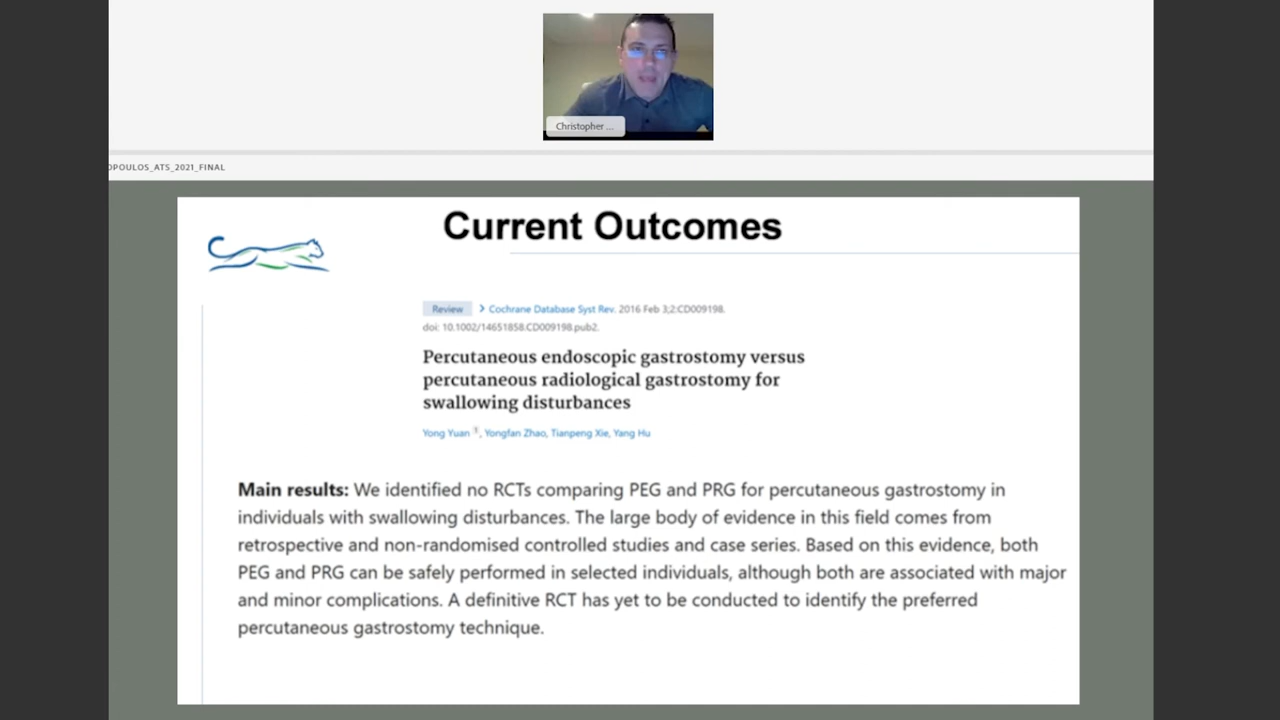 Christopher ...
OPOULOS_ATS_2021_FINAL
Current Outcomes
Review > Cochrane Database Syst Rev. 2016 Feb 3;2:CD009198.
doi: 10.1002/14651858.CD009198.pub2.
Percutaneous endoscopic gastrostomy versus
percutaneous radiological gastrostomy for
swallowing disturbances
Yong Yuan 1, Yongfan Zhao, Tianpeng Xie, Yang Hu
Main results: We identified no RCTs comparing PEG and PRG for percutaneous gastrostomy in
individuals with swallowing disturbances. The large body of evidence in this field comes from
retrospective and non-randomised controlled studies and case series. Based on this evidence, both
PEG and PRG can be safely performed in selected individuals, although both are associated with major
and minor complications. A definitive RCT has yet to be conducted to identify the preferred
percutaneous gastrostomy technique.